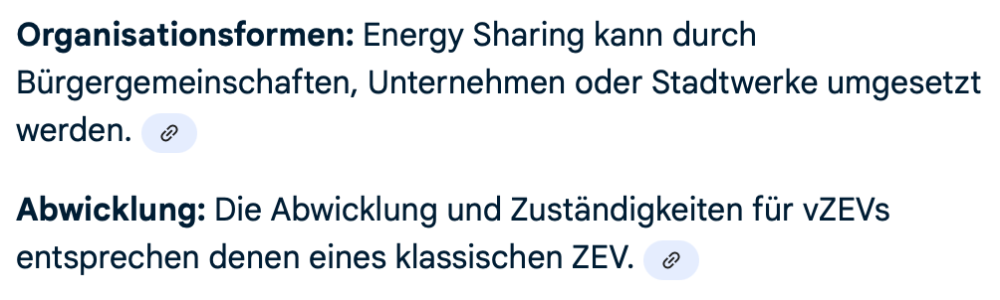 Organisationsformen: Energy Sharing kann durch
Bürgergemeinschaften, Unternehmen oder Stadtwerke umgesetzt
werden.
Abwicklung: Die Abwicklung und Zuständigkeiten für vZEVs
entsprechen denen eines klassischen ZEV.